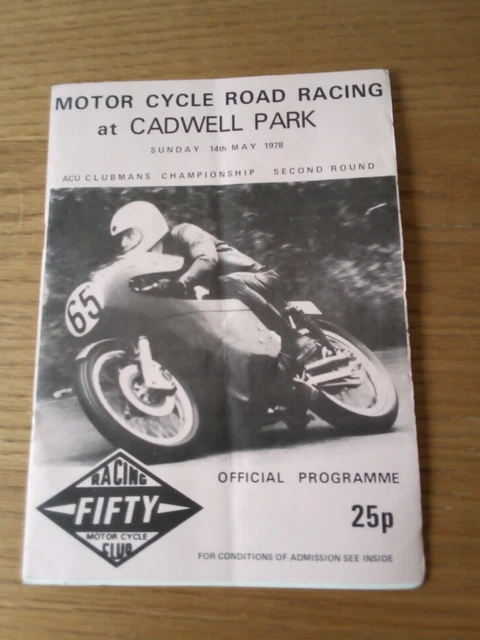 MOTOR CYCLE ROAD RACING
at CADWELL PARK
SUNDAY 14th MAY 1978
ACU CLUBMANS CHAMPIONSHIP SECOND ROUND
65
RACING
FIFTY
MOTOR CYCLE
CLUB
OFFICIAL PROGRAMME
25p
FOR CONDITIONS OF ADMISSION SEE INSIDE